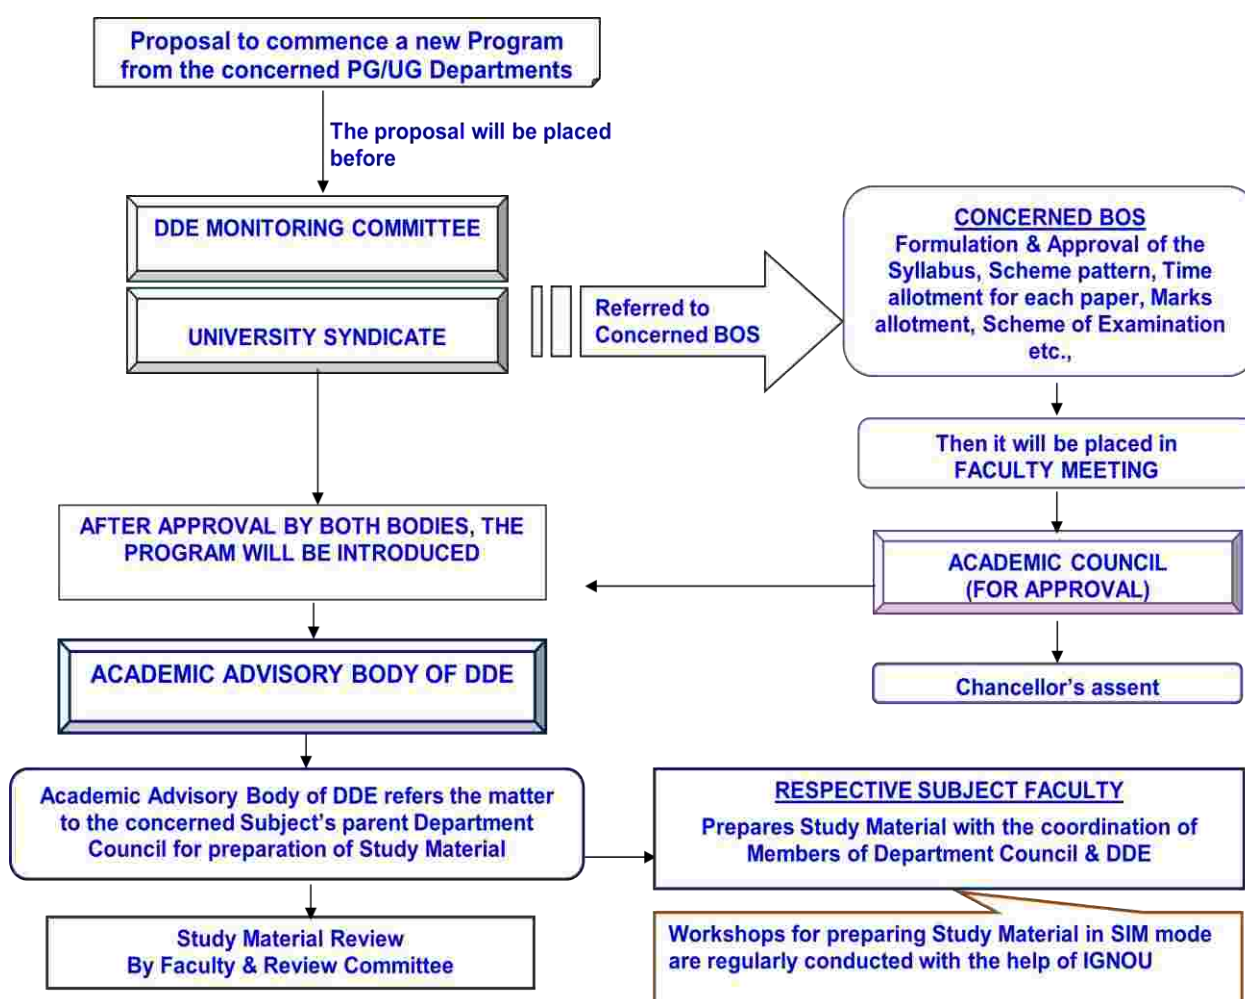 Proposal to commence a new Program
from the concerned PG/UG Departments
The proposal will be placed
before
DDE MONITORING COMMITTEE
UNIVERSITY SYNDICATE
Referred to
Concerned BOS
CONCERNED BOS
Formulation & Approval of the
Syllabus, Scheme pattern, Time
allotment for each paper, Marks
allotment, Scheme of Examination
etc.,
Then it will be placed in
FACULTY MEETING
ACADEMIC COUNCIL
(FOR APPROVAL)
Chancellor's assent
AFTER APPROVAL BY BOTH BODIES, THE
PROGRAM WILL BE INTRODUCED
ACADEMIC ADVISORY BODY OF DDE
Academic Advisory Body of DDE refers the matter
to the concerned Subject's parent Department
Council for preparation of Study Material
RESPECTIVE SUBJECT FACULTY
Prepares Study Material with the coordination of
Members of Department Council & DDE
Study Material Review
By Faculty & Review Committee
Workshops for preparing Study Material in SIM mode
are regularly conducted with the help of IGNOU